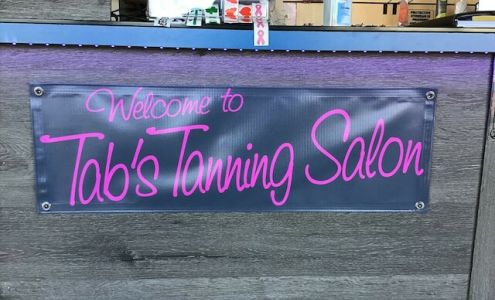 Welcome to
Tab's Tanning Salon